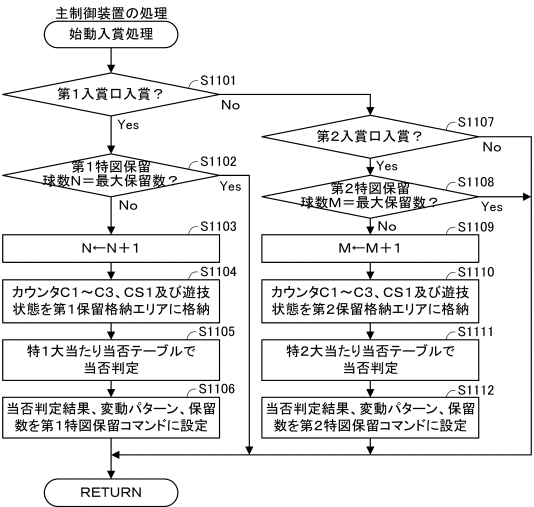 主制御装置の処理
始動入賞処理
S1101
第1入賞口入賞？
No
Yes
S1102
第1特図保留
球数N＝最大保留数？
Yes
No
S1103
N←N＋1
S1104
カウンタC1～C3、CS1及び遊技
状態を第1保留格納エリアに格納
S1105
特1大当たり当否テーブルで
当否判定
S1106
当否判定結果、変動パターン、保留
数を第1特図保留コマンドに設定
S1107
第2入賞口入賞？
No
Yes
S1108
第2特図保留
球数M＝最大保留数？
Yes
No
S1109
M←M＋1
S1110
カウンタC1～C3、CS1及び遊技
状態を第2保留格納エリアに格納
S1111
特2大当たり当否テーブルで
当否判定
S1112
当否判定結果、変動パターン、保留
数を第2特図保留コマンドに設定
RETURN